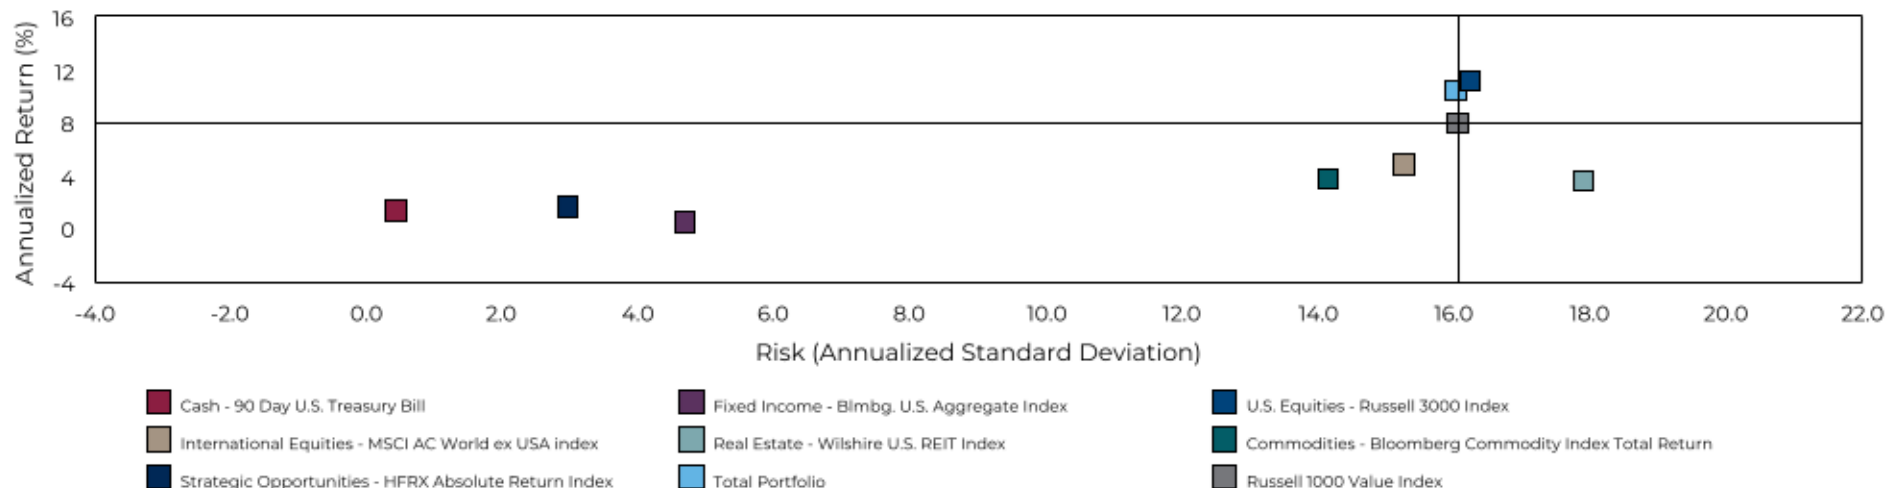 Annualized Return (%)
16
12
8
4
0
-4
-4.0 -2.0 0.0 2.0 4.0 6.0 8.0 10.0 12.0 14.0 16.0 18.0 20.0 22.0
Risk (Annualized Standard Deviation)
Cash - 90 Day U.S. Treasury Bill Fixed Income - Blmbg. U.S. Aggregate Index U.S. Equities - Russell 3000 Index
International Equities - MSCI AC World ex USA index Real Estate - Wilshire U.S. REIT Index Commodities - Bloomberg Commodity Index Total Return
Strategic Opportunities - HFRX Absolute Return Index Total Portfolio Russell 1000 Value Index